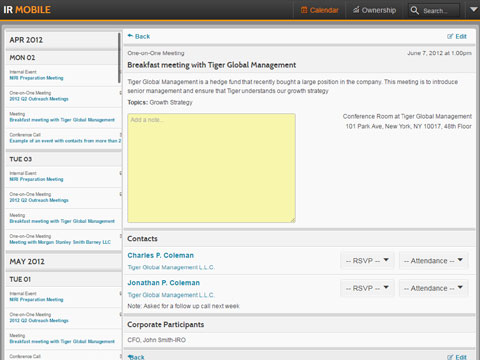 IR MOBILE
Calendar
Ownership
Search...
APR 2012
MON 02
Internal Event
NIRI Preparation Meeting
One-on-One Meeting
2012 Q2 Outreach Meetings
Meeting
Breakfast meeting with Tiger Global Management
Conference Call
Example of an event with contacts from more than 2
TUE 03
Internal Event
NIRI Preparation Meeting
One-on-One Meeting
2012 Q2 Outreach Meetings
Meeting
Breakfast meeting with Tiger Global Management
One-on-One Meeting
Meeting with Morgan Stanley Smith Barney LLC
MAY 2012
TUE 01
Internal Event
NIRI Preparation Meeting
One-on-One Meeting
2012 Q2 Outreach Meetings
Meeting
Breakfast meeting with Tiger Global Management
Conference Call
Back
Edit
One-on-One Meeting
June 7, 2012 at 1:00pm
Breakfast meeting with Tiger Global Management
Tiger Global Management is a hedge fund that recently bought a large position in the company. This meeting is to introduce
senior management and ensure that Tiger understands our growth strategy
Topics: Growth Strategy
Add a note...
Conference Room at Tiger Global Management
101 Park Ave, New York, NY 10017, 48th Floor
Contacts
Charles P. Coleman
Tiger Global Management L.L.C.
-- RSVP --
-- Attendance --
Jonathan P. Coleman
Tiger Global Management L.L.C.
-- RSVP --
-- Attendance --
Note: Asked for a follow up call next week
Corporate Participants
CFO, John Smith-IRO
Back
Edit